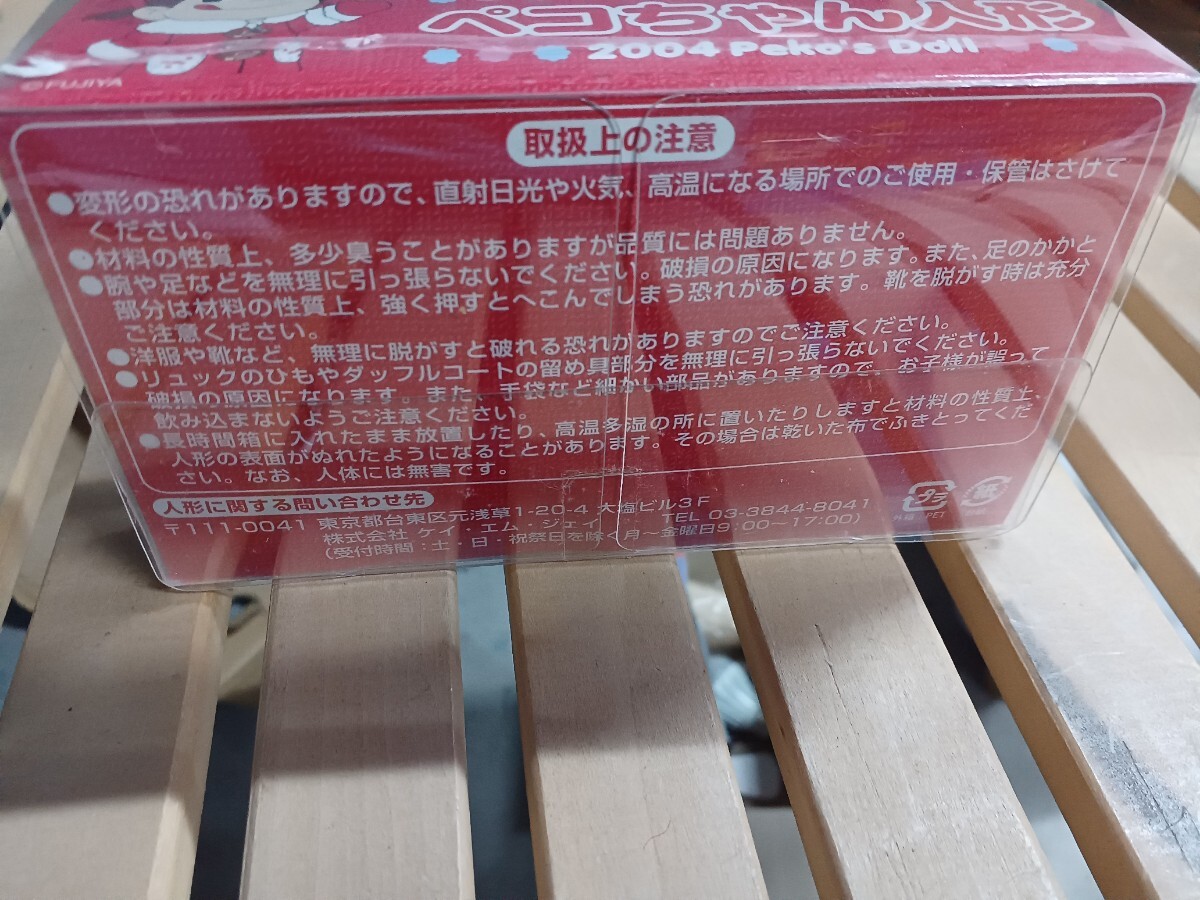 ペコちゃん人形
2004 Peko's Doll
©FUJIYA
取扱上の注意
●変形の恐れがありますので、直射日光や火気、高温になる場所でのご使用・保管はさけて
ください。
●材料の性質上、多少臭うことがありますが品質には問題ありません。
●腕や足などを無理に引っ張らないでください。破損の原因になります。また、足のかかと
部分は材料の性質上、強く押すとへこんでしまう恐れがあります。靴を脱がす時は充分
ご注意ください。
●洋服や靴など、無理に脱がすと破れる恐れがありますのでご注意ください。
●リュックのひもやダッフルコートの留め具部分を無理に引っ張らないでください。
破損の原因になります。また、手袋など細かい部品がありますので、お子様が誤って
飲み込まないようご注意ください。
●長時間箱に入れたまま放置したり、高温多湿の所に置いたりしますと材料の性質上、
人形の表面がぬれたようになることがあります。その場合は乾いた布でふきとってくだ
さい。なお、人体には無害です。
人形に関する問い合わせ先
〒111-0041 東京都台東区元浅草1-20-4 大塩ビル3F
株式会社 ケイ・エム・ジェイ TEL 03-3844-8041
(受付時間:土・日・祝祭日を除く月〜金曜日9:00〜17:00)
プラ
PET
紙